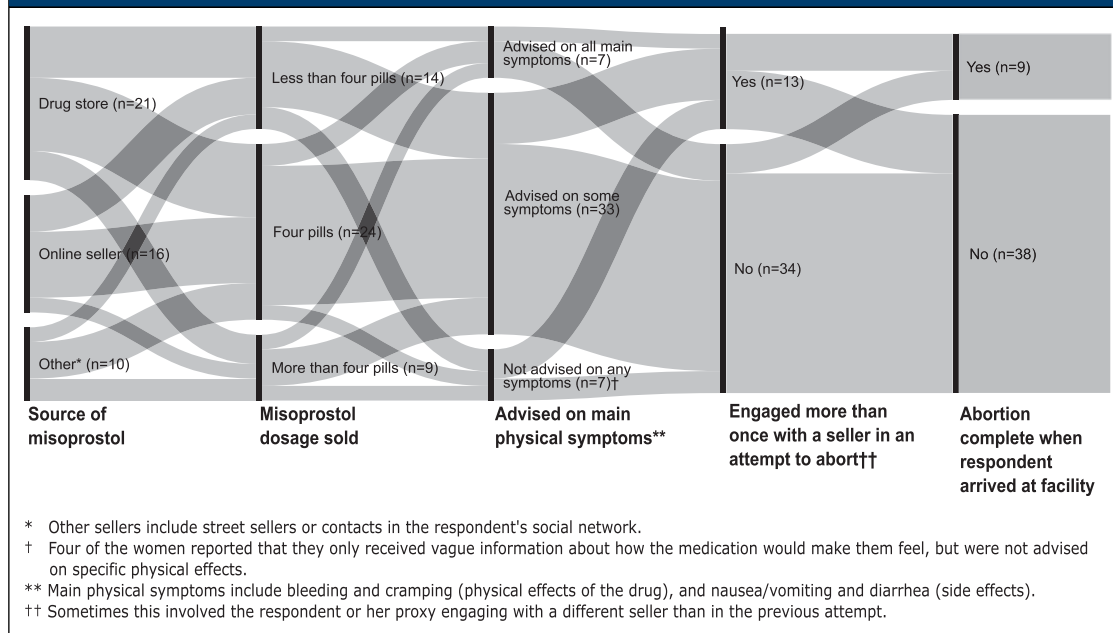 Drug store (n=21)
Online seller (n=16)
Other* (n=10)
Source of
misoprostol
Less than four pills (n=14)
Four pills (n=24)
More than four pills (n=9)
Misoprostol
dosage sold
Advised on all main
symptoms (n=7)
Advised on some
symptoms (n=33)
Not advised on any
symptoms (n=7)†
Advised on main
physical symptoms**
Yes (n=13)
No (n=34)
Engaged more than
once with a seller in an
attempt to abort††
Yes (n=9)
No (n=38)
Abortion
complete when
respondent
arrived at facility
* Other sellers include street sellers or contacts in the respondent's social network.
† Four of the women reported that they only received vague information about how the medication would make them feel, but were not advised
on specific physical effects.
** Main physical symptoms include bleeding and cramping (physical effects of the drug), and nausea/vomiting and diarrhea (side effects).
†† Sometimes this involved the respondent or her proxy engaging with a different seller than in the previous attempt.